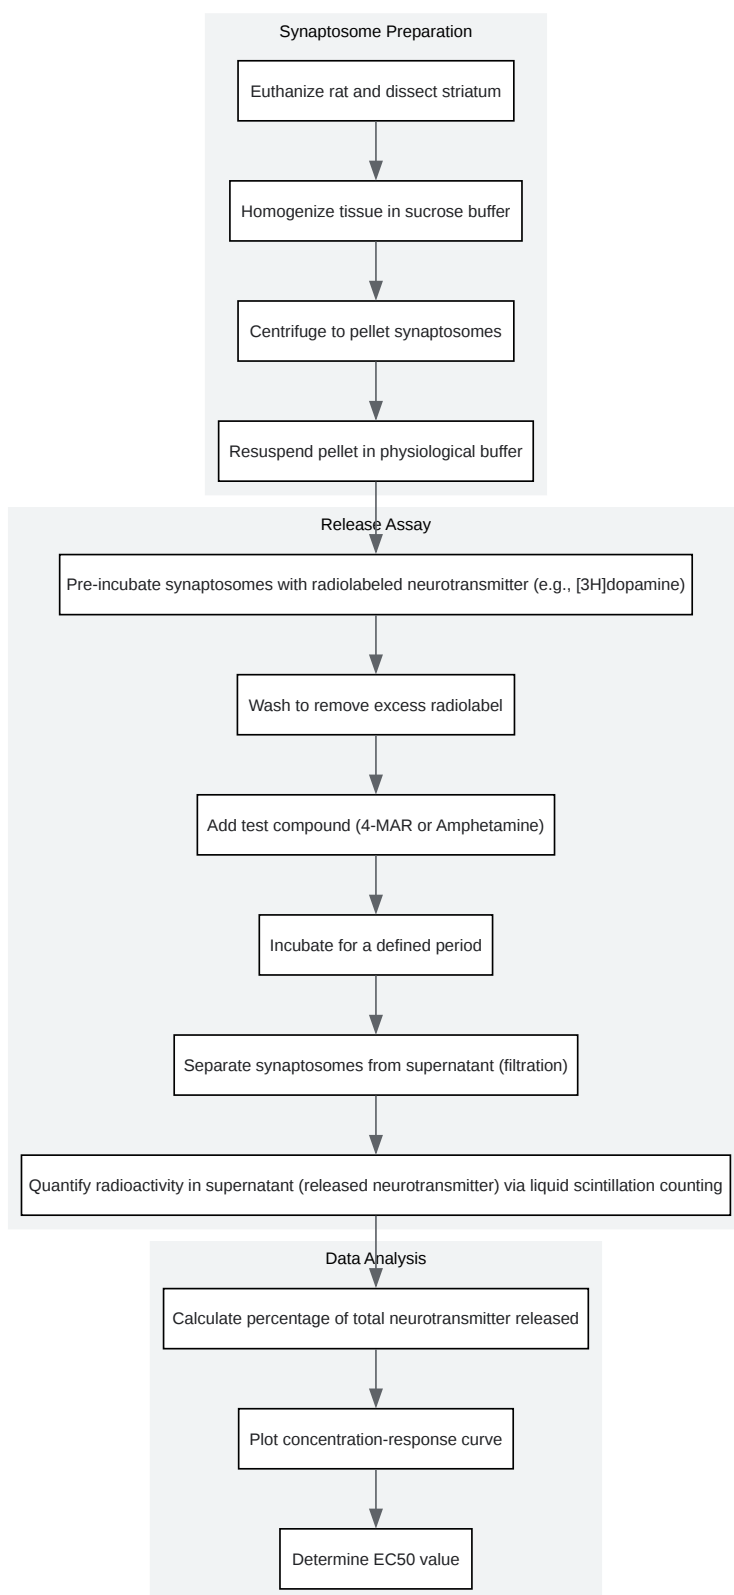 Synaptosome Preparation
Euthanize rat and dissect striatum
Homogenize tissue in sucrose buffer
Centrifuge to pellet synaptosomes
Resuspend pellet in physiological buffer
Release Assay
Pre-incubate synaptosomes with radiolabeled neurotransmitter (e.g., [3H]dopamine)
Wash to remove excess radiolabel
Add test compound (4-MAR or Amphetamine)
Incubate for a defined period
Separate synaptosomes from supernatant (filtration)
Quantify radioactivity in supernatant (released neurotransmitter) via liquid scintillation counting
Data Analysis
Calculate percentage of total neurotransmitter released
Plot concentration-response curve
Determine EC50 value